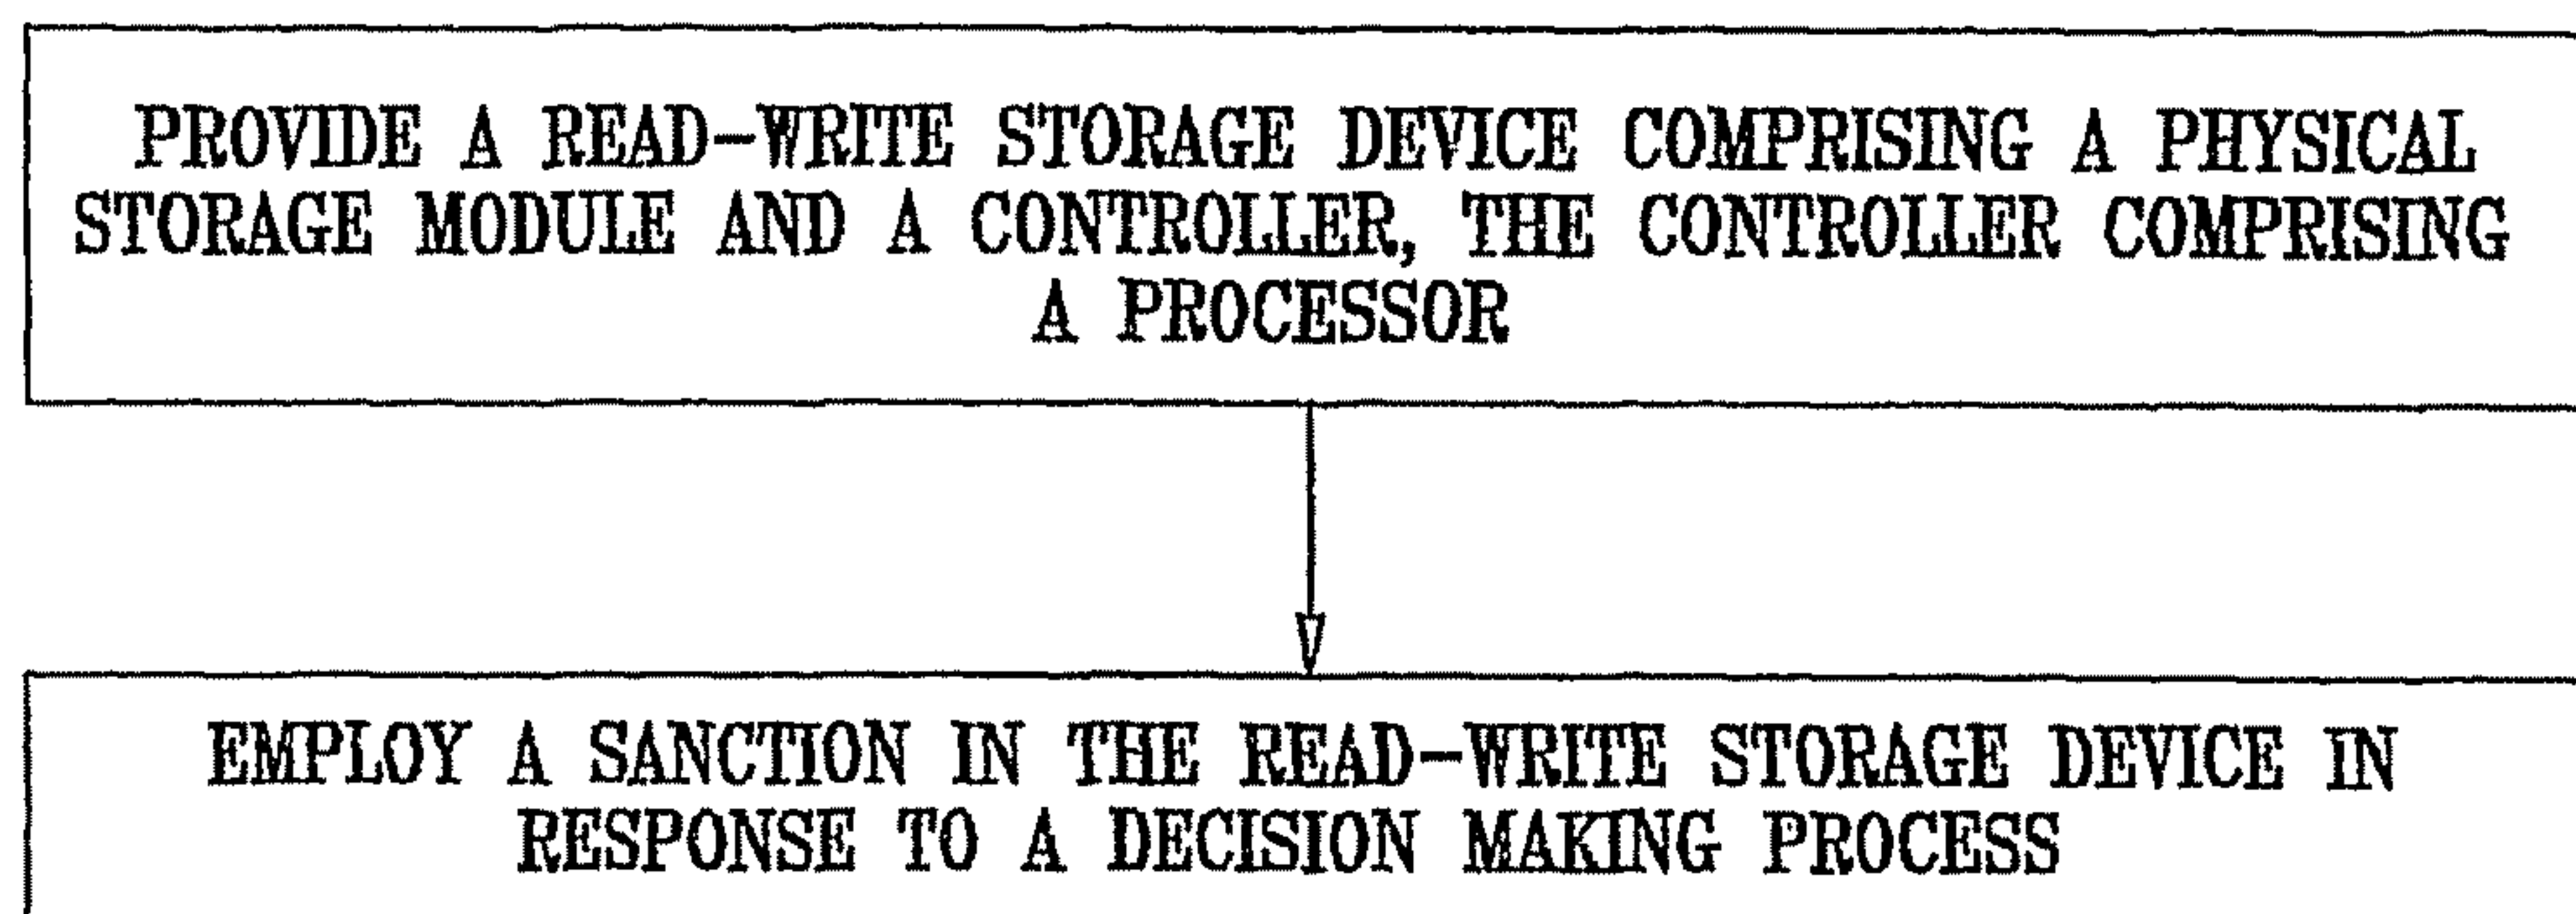 PROVIDE A READ-WRITE STORAGE DEVICE COMPRISING A PHYSICAL
STORAGE MODULE AND A CONTROLLER, THE CONTROLLER COMPRISING
A PROCESSOR
EMPLOY A SANCTION IN THE READ-WRITE STORAGE DEVICE IN
RESPONSE TO A DECISION MAKING PROCESS